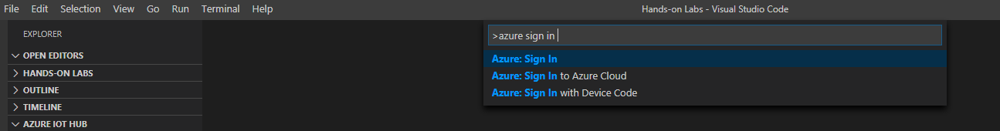 File Edit Selection View Go Run Terminal Help Hands-on Labs - Visual Studio Code
EXPLORER
>azure sign in
OPEN EDITORS
Azure: Sign In
HANDS-ON LABS
Azure: Sign In to Azure Cloud
OUTLINE
Azure: Sign In with Device Code
TIMELINE
AZURE IOT HUB